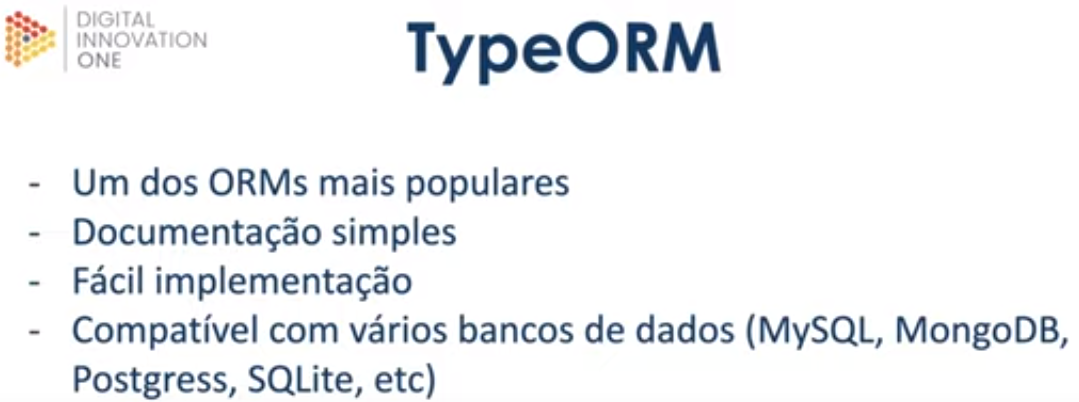 DIGITAL
INNOVATION
ONE
TypeORM
- Um dos ORMs mais populares
- Documentação simples
- Fácil implementação
- Compatível com vários bancos de dados (MySQL, MongoDB,
Postgress, SQLite, etc)